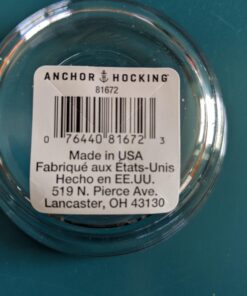 ANCHOR HOCKING
81672
0 76440 81672 3
Made in USA
Fabriqué aux États-Unis
Hecho en EE.UU.
519 N. Pierce Ave.
Lancaster, OH 43130